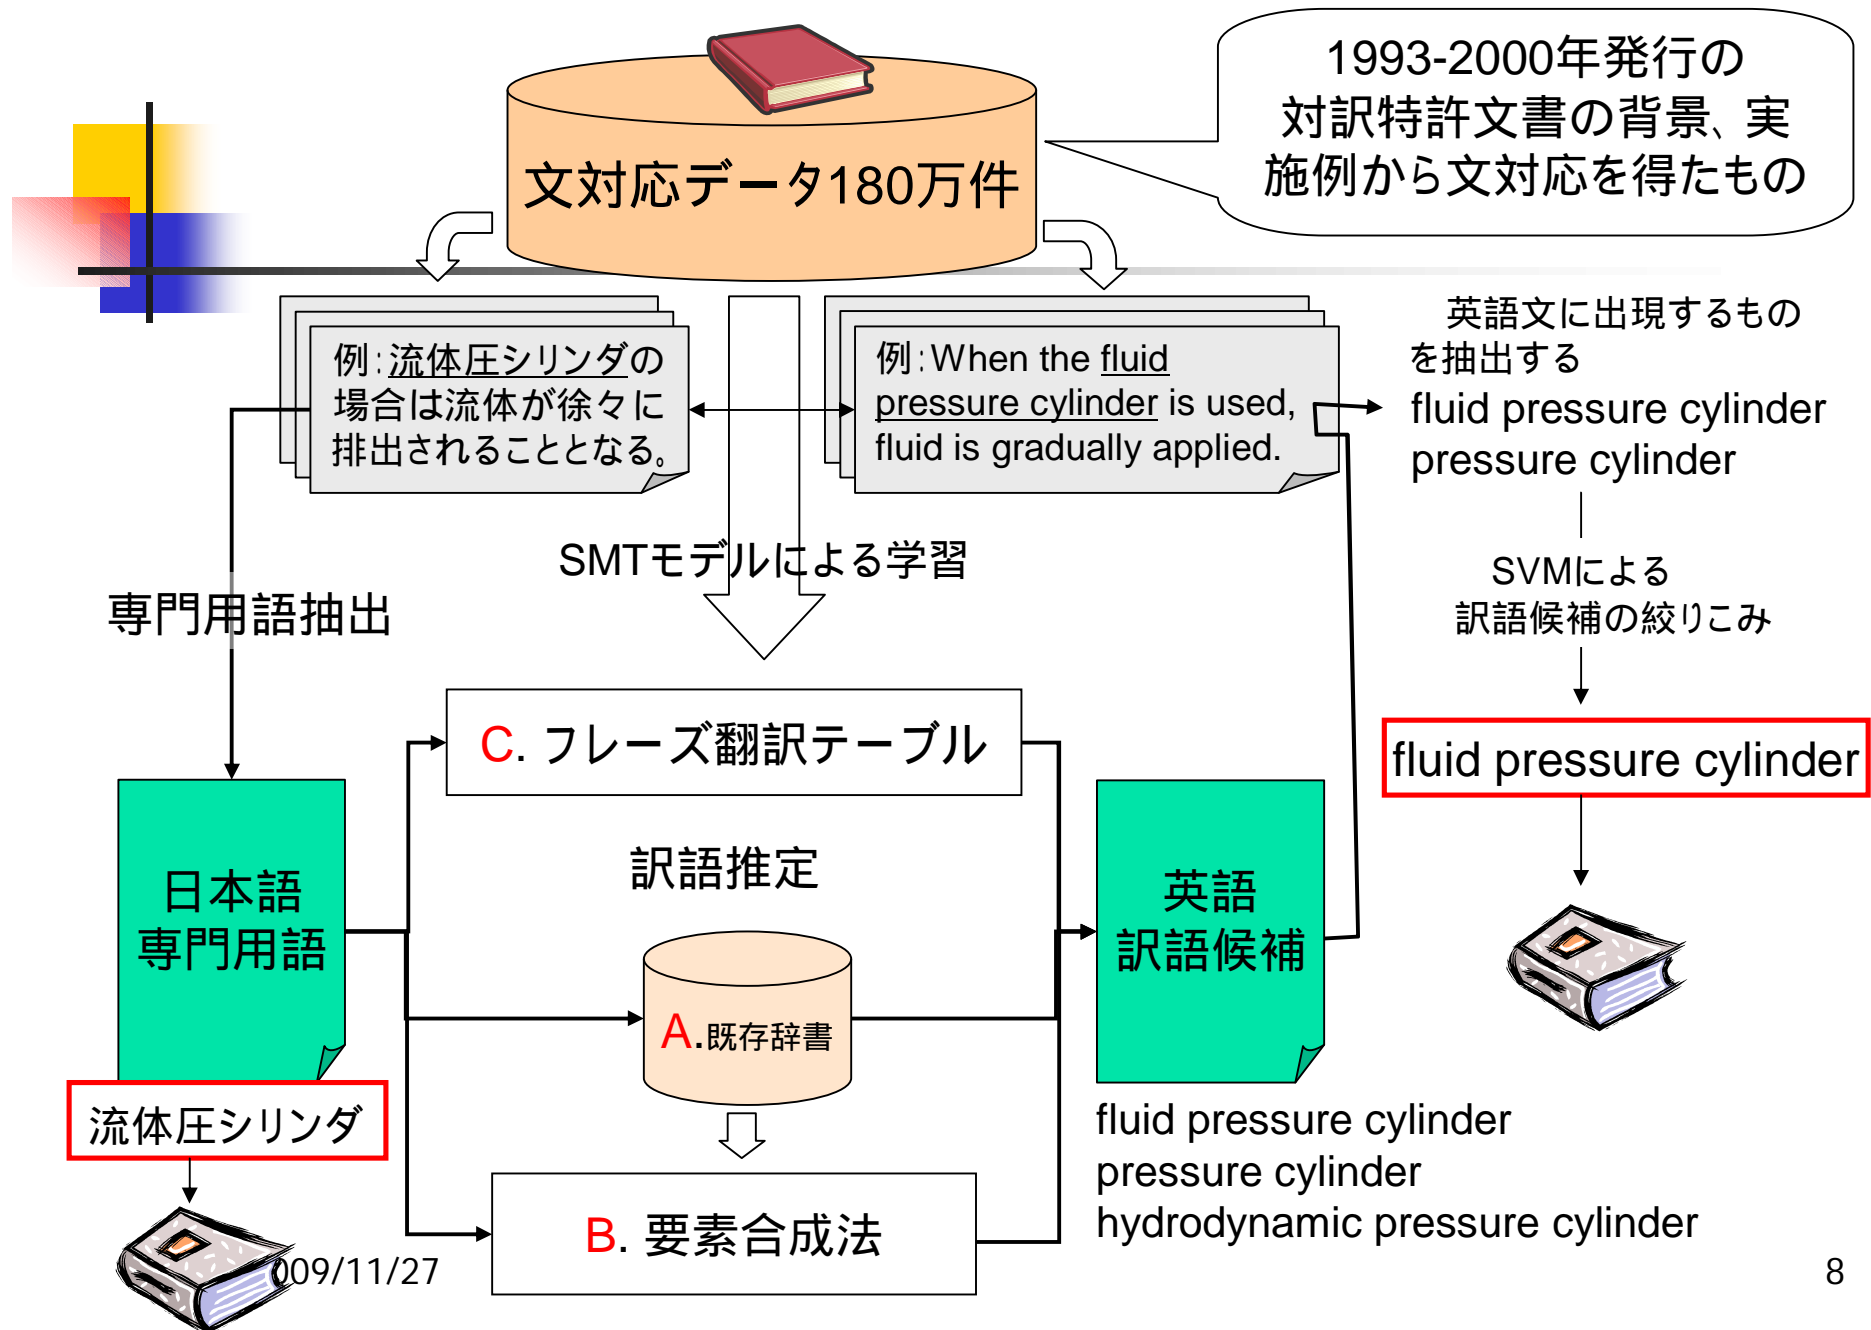 1993-2000年発行の
対訳特許文書の背景、実
施例から文対応を得たもの
文対応データ180万件
例:流体圧シリンダの
場合は流体が徐々に
排出されることとなる。
例:When the fluid
pressure cylinder is used,
fluid is gradually applied.
英語文に出現するもの
を抽出する
fluid pressure cylinder
pressure cylinder
SMTモデルによる学習
専門用語抽出
SVMによる
訳語候補の絞りこみ
fluid pressure cylinder
C. フレーズ翻訳テーブル
訳語推定
日本語
専門用語
A.既存辞書
英語
訳語候補
流体圧シリンダ
B. 要素合成法
fluid pressure cylinder
pressure cylinder
hydrodynamic pressure cylinder
009/11/27
8